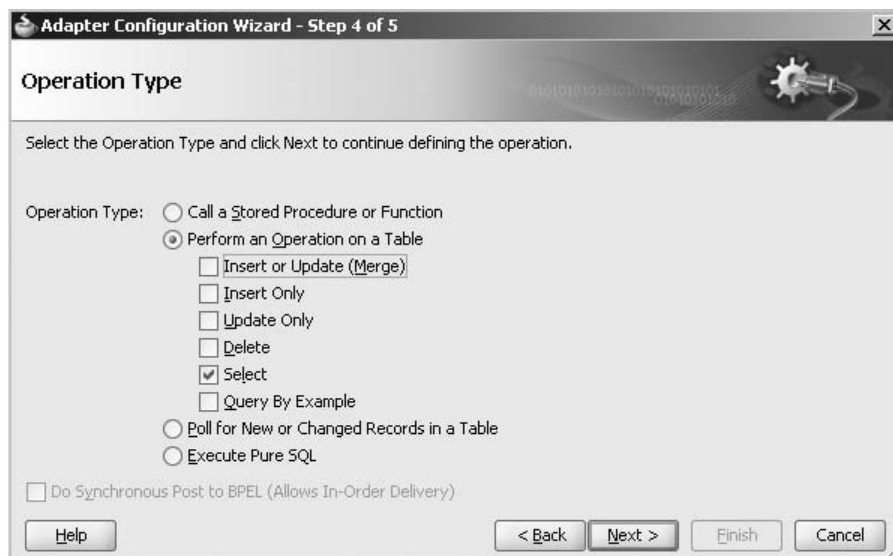 Adapter Configuration Wizard - Step 4 of 5
Operation Type
Select the Operation Type and click Next to continue defining the operation.
Operation Type: Call a Stored Procedure or Function
Perform an Operation on a Table
Insert or Update (Merge)
Insert Only
Update Only
Delete
Select
Query By Example
Poll for New or Changed Records in a Table
Execute Pure SQL
Do Synchronous Post to BPEL (Allows In-Order Delivery)
Help < Back Next > Finish Cancel